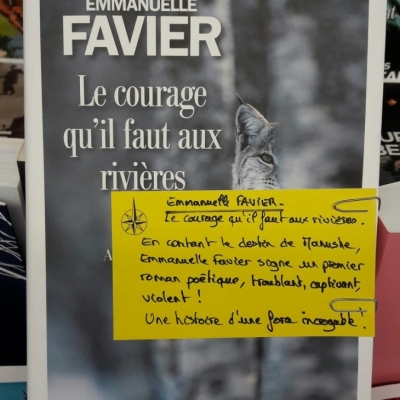 EMMANUELLE
FAVIER
Le courage
qu'il faut aux
rivières
A
Emmanuelle FAVIER.
Le courage qu'il faut aux rivières.
En contant le destin de Manushe,
Emmanuelle Favier signe un premier
roman poétique, troublant, captivant,
violent !
Une histoire d'une force incroyable !